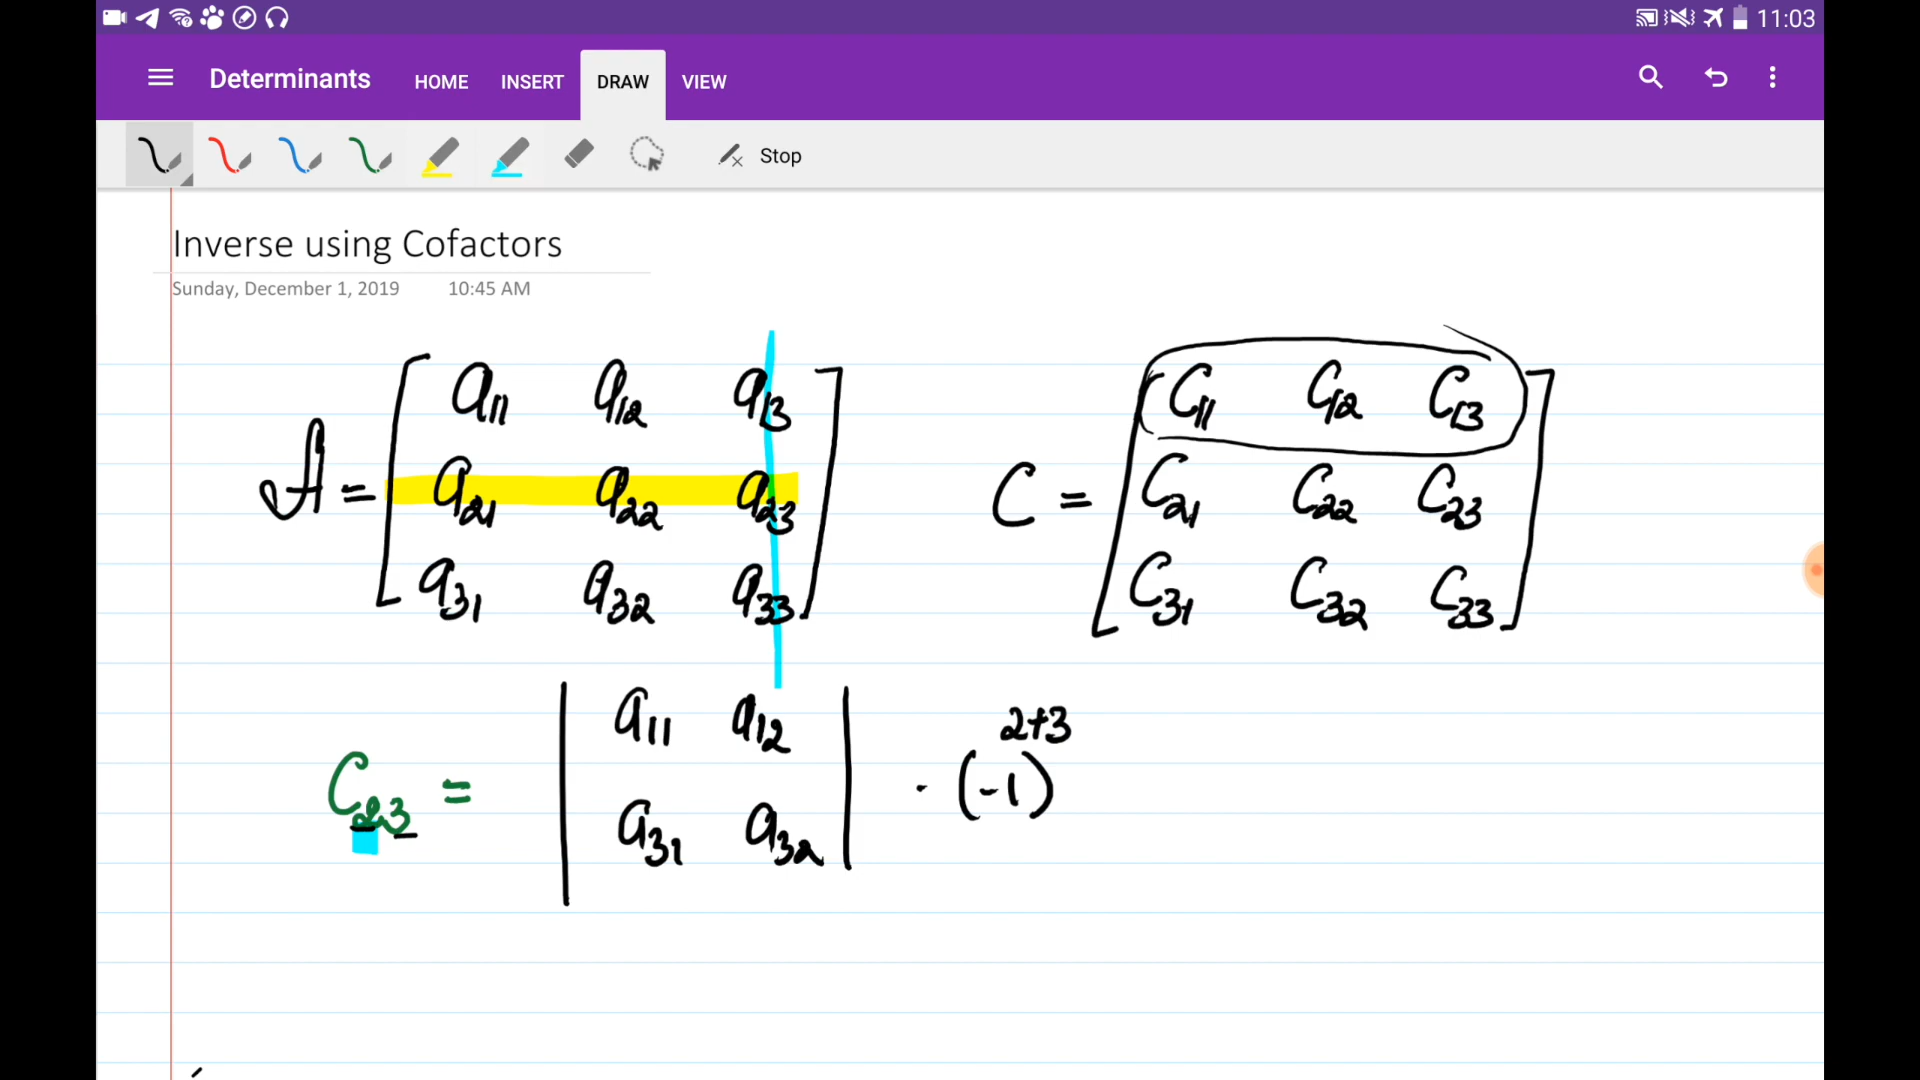 11:03
Determinants HOME INSERT DRAW VIEW
Stop
Inverse using Cofactors
Sunday, December 1, 2019 10:45 AM
A = [ a11 a12 a13
a21 a22 a23
a31 a32 a33 ]
C = [ C11 C12 C13
C21 C22 C23
C31 C32 C33 ]
C23 = | a11 a12
a31 a32 | · (-1)^2+3